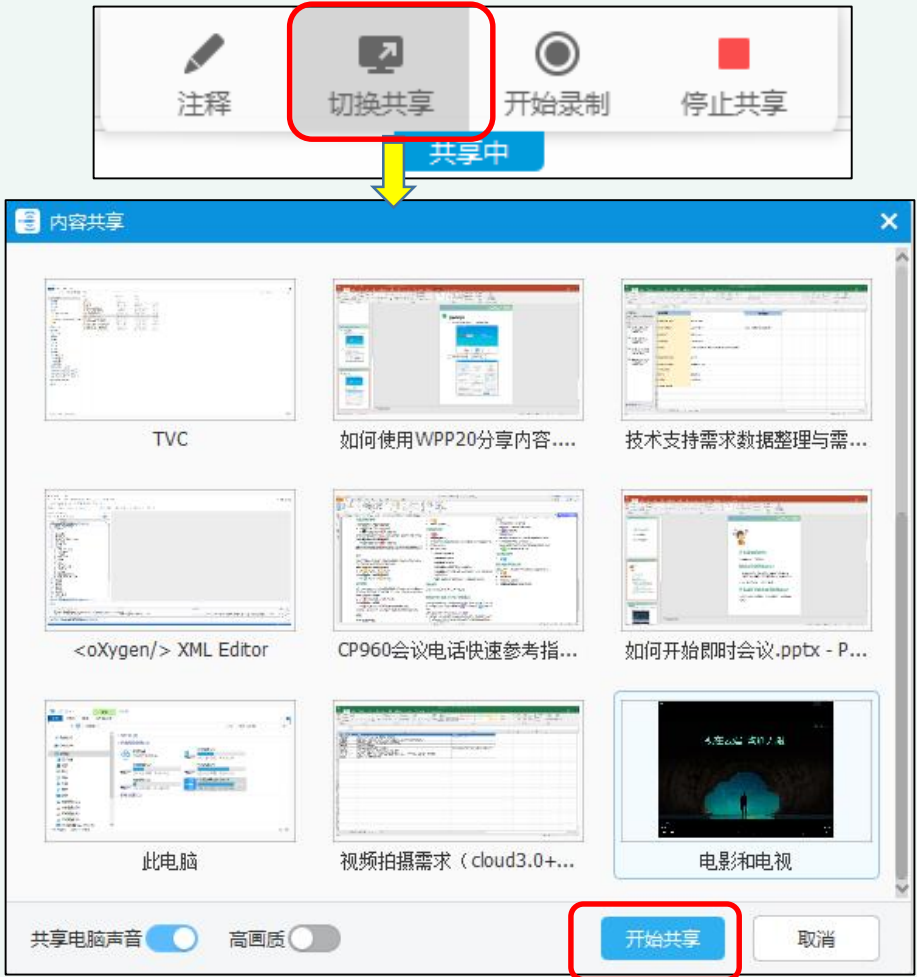 注释
切换共享
开始录制
停止共享
共享中
内容共享
TVC
如何使用WPP20分享内容....
技术支持需求数据整理与需...
<oXygen/> XML Editor
CP960会议电话快速参考指...
如何开始即时会议.pptx - P...
此电脑
视频拍摄需求（cloud3.0+...
电影和电视
共享电脑声音
高画质
开始共享
取消